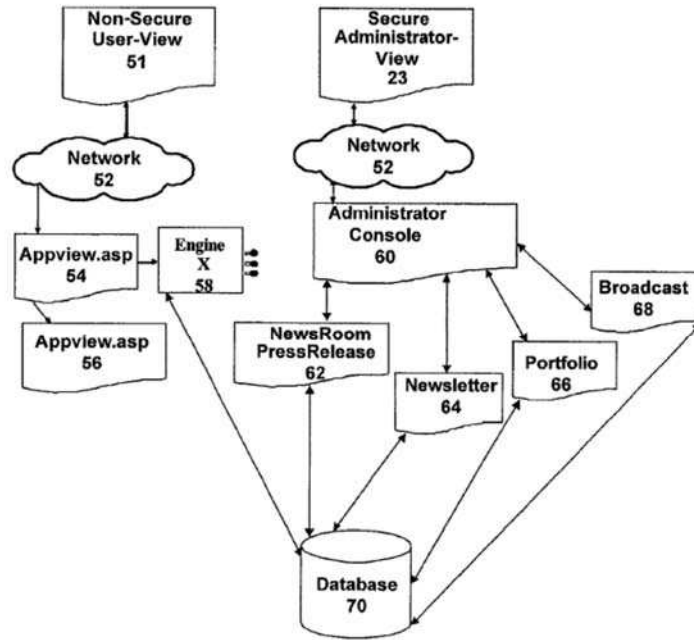 Non-Secure
User-View
51
Secure
Administrator-
View
23
Network
52
Network
52
Appview.asp
54
Engine
X
58
Administrator
Console
60
Broadcast
68
Appview.asp
56
NewsRoom
PressRelease
62
Newsletter
64
Portfolio
66
Database
70